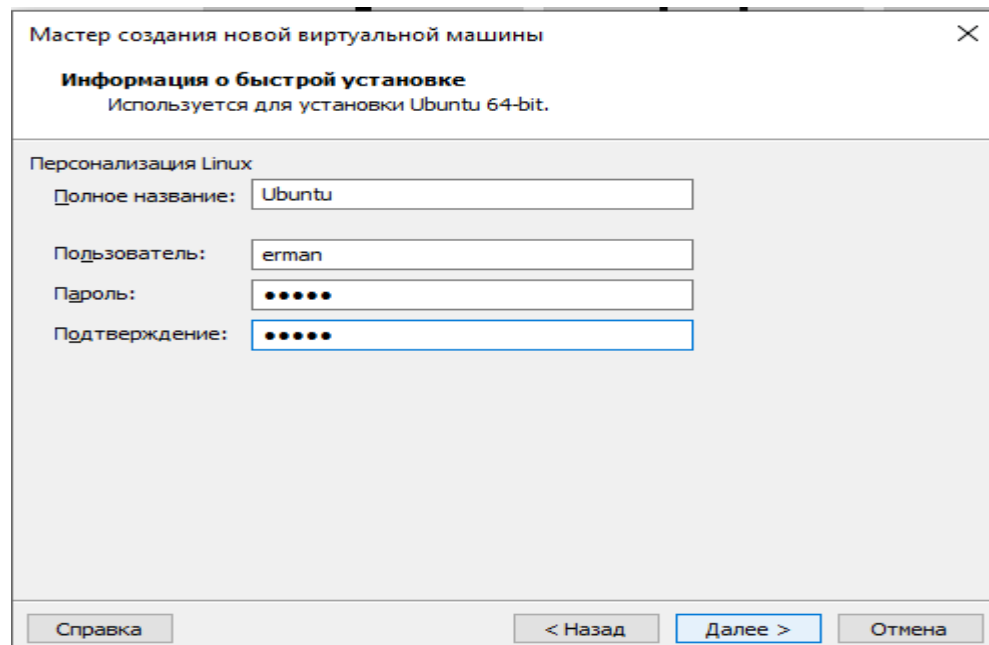 Мастер создания новой виртуальной машины
Информация о быстрой установке
Используется для установки Ubuntu 64-bit.
Персонализация Linux
Полное название: Ubuntu
Пользователь: erman
Пароль: •••••
Подтверждение: •••••
Справка < Назад Далее > Отмена